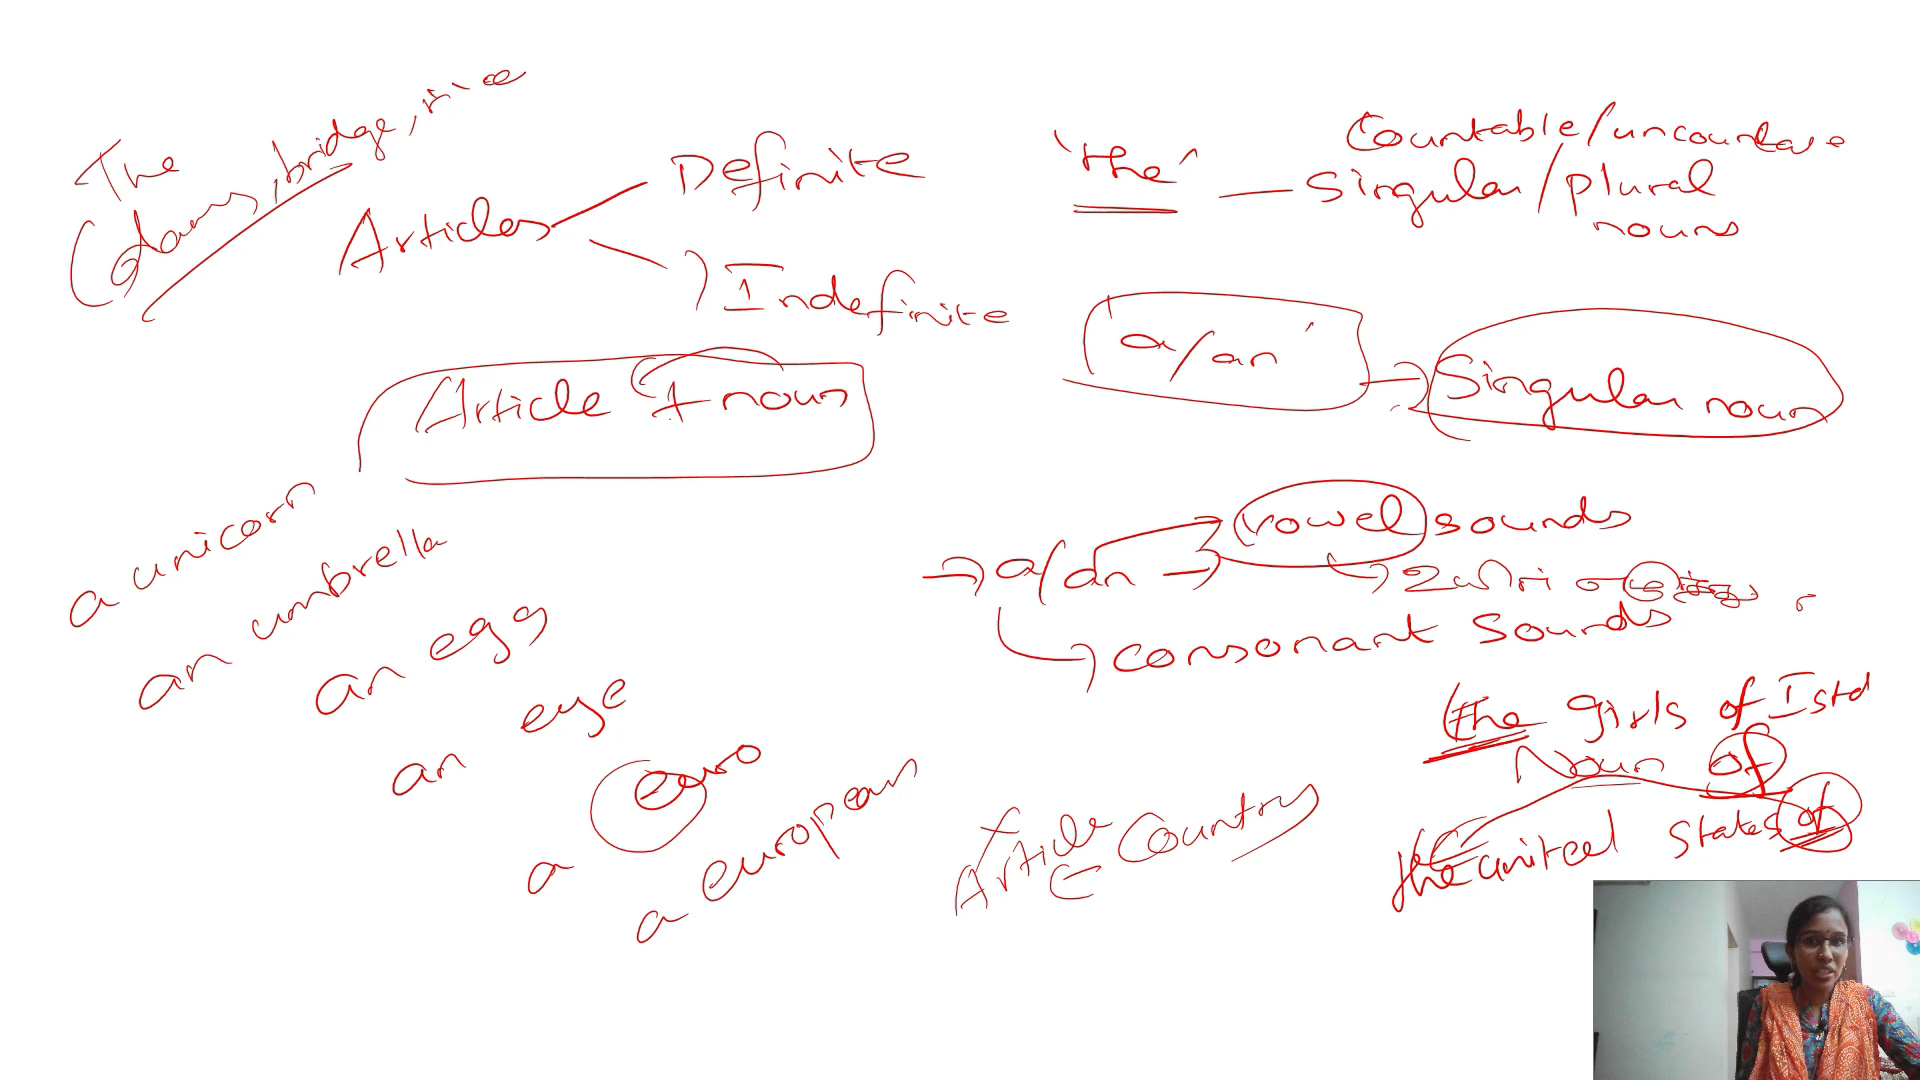 The
(dams, bridge, rice
Articles
Definite
Indefinite
'the' — Countable/uncountable
Singular/plural
nouns
'a/an' → Singular noun
Article + noun
→ a/an → vowel sounds
→ consonant sounds
a unicorn
an umbrella
an egg
an eye
a euro
a european
Article Country
the girls of I std
Noun of
the united states of